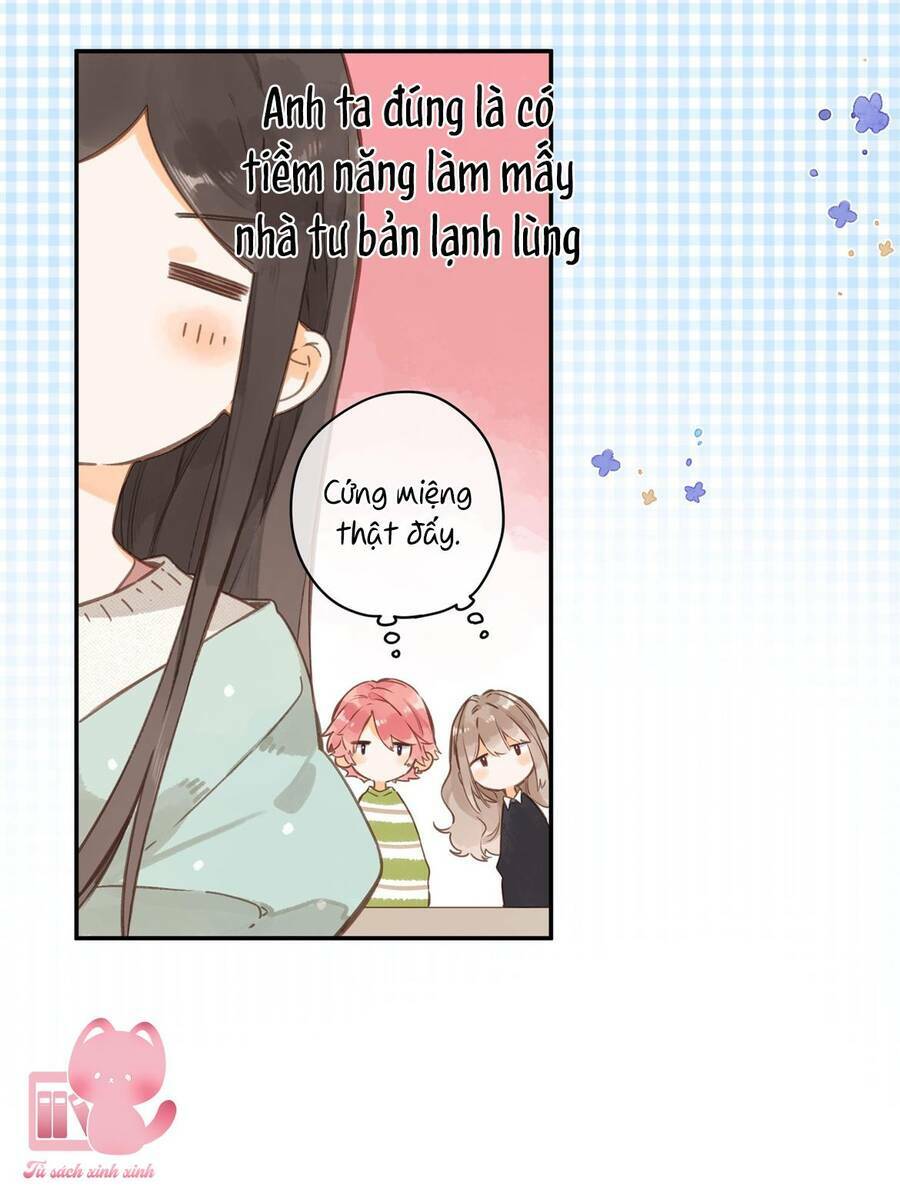 Anh ta đúng là có
tiềm năng làm mấy
nhà tư bản lạnh lùng
Cứng miệng
thật đấy.
Tủ sách xinh xinh